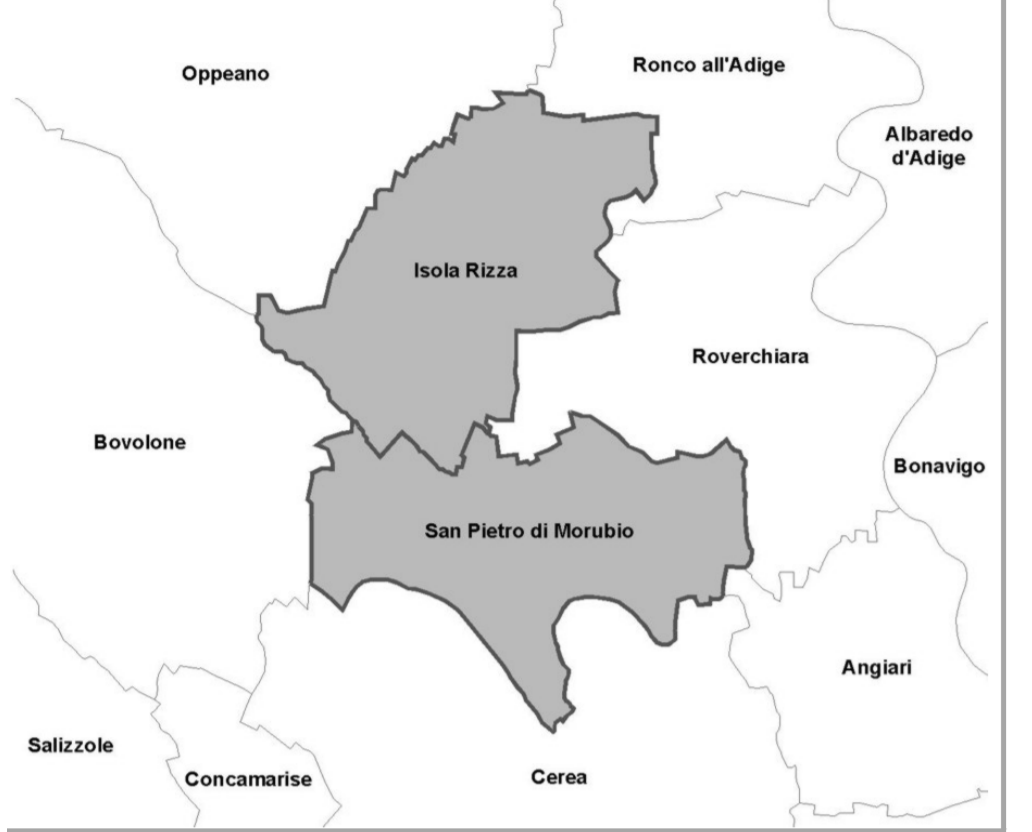 Oppeano
Ronco all'Adige
Albaredo
d'Adige
Isola Rizza
Roverchiara
Bovolone
Bonavigo
San Pietro di Morubio
Angiari
Salizzole
Concamarise
Cerea